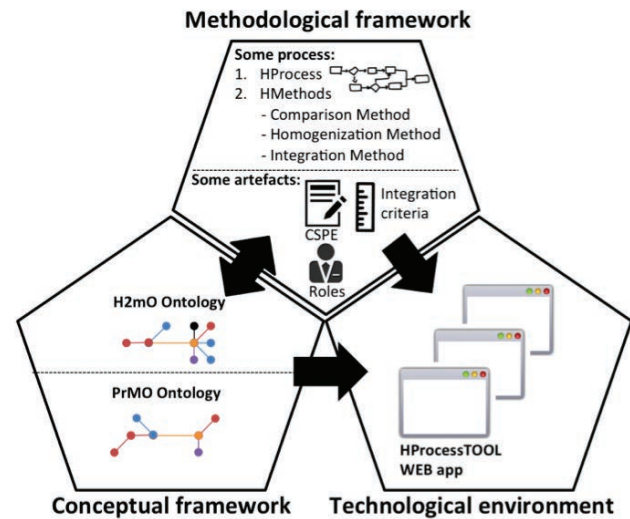 Methodological framework
Some process:
1. HProcess
2. HMethods
- Comparison Method
- Homogenization Method
- Integration Method
Some artefacts:
Integration
criteria
CSPE
Roles
H2mO Ontology
PrMO Ontology
HProcessTOOL
WEB app
Conceptual framework
Technological environment